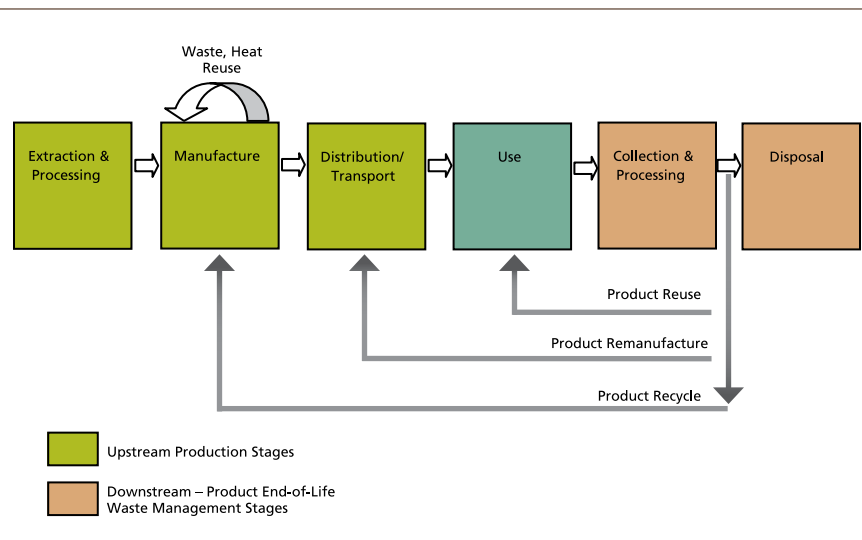 Waste, Heat
Reuse
Extraction &
Processing
Manufacture
Distribution/
Transport
Use
Collection &
Processing
Disposal
Product Reuse
Product Remanufacture
Product Recycle
Upstream Production Stages
Downstream – Product End-of-Life
Waste Management Stages